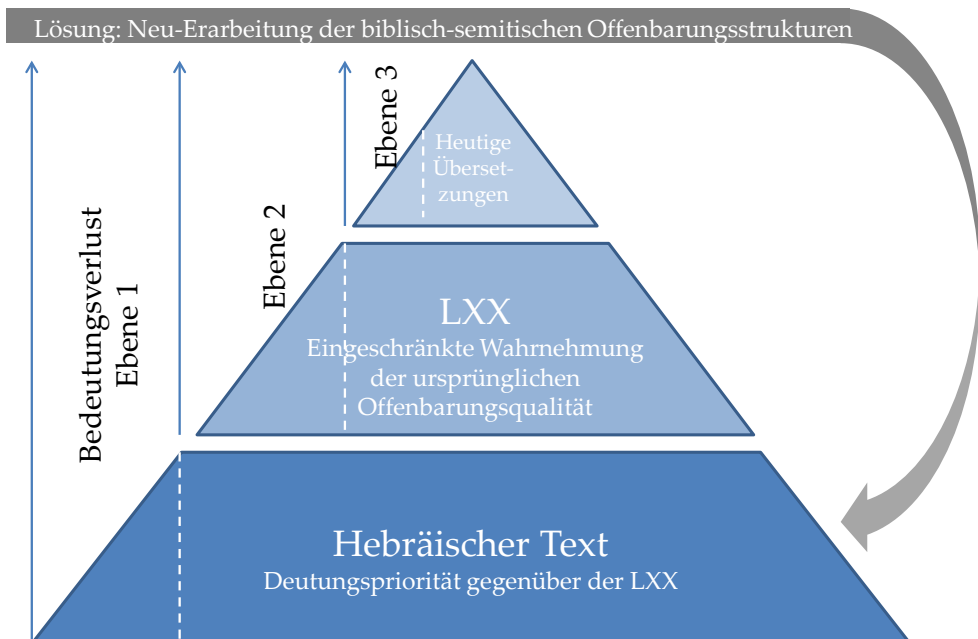 Lösung: Neu-Erarbeitung der biblisch-semitischen Offenbarungsstrukturen
Bedeutungsverlust
Ebene 1
Ebene 2
Ebene 3
Heutige
Überset-
zungen
LXX
Eingeschränkte Wahrnehmung
der ursprünglichen
Offenbarungsqualität
Hebräischer Text
Deutungspriorität gegenüber der LXX